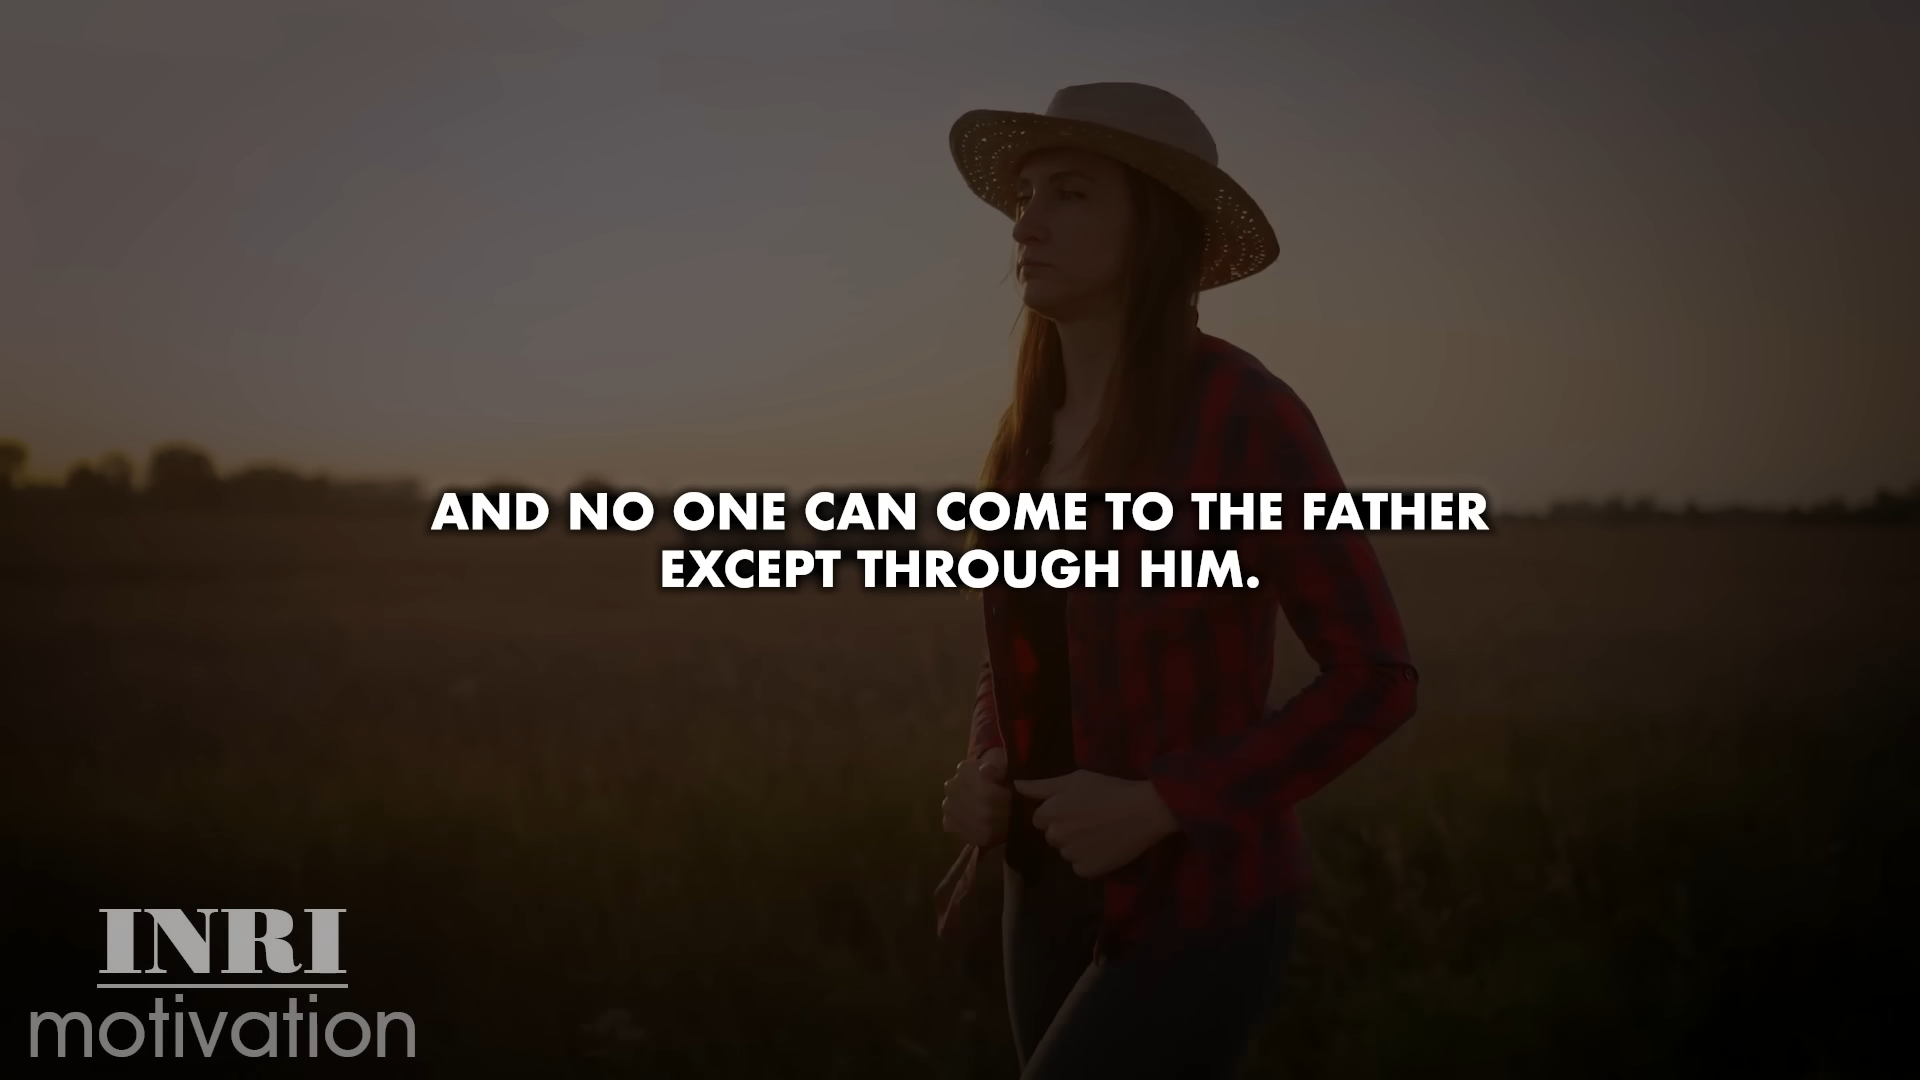 AND NO ONE CAN COME TO THE FATHER
EXCEPT THROUGH HIM.
INRI
motivation